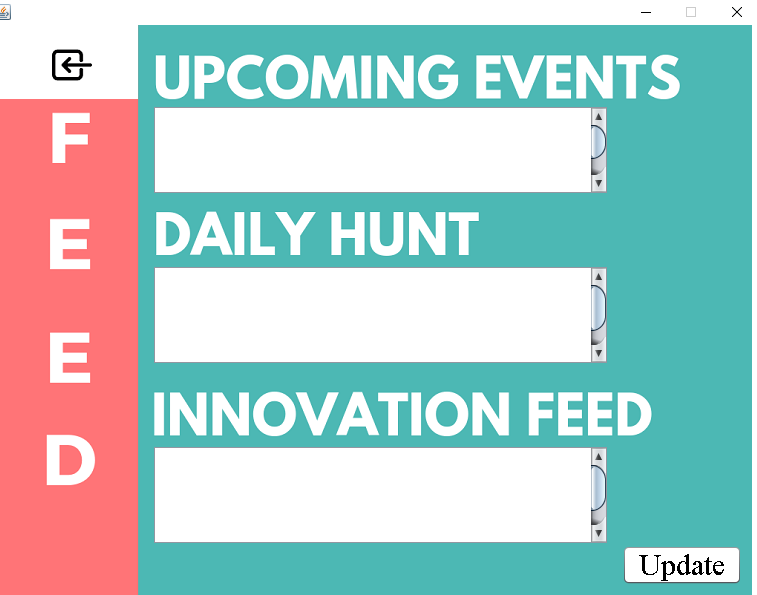 F
E
E
D
UPCOMING EVENTS
DAILY HUNT
INNOVATION FEED
Update